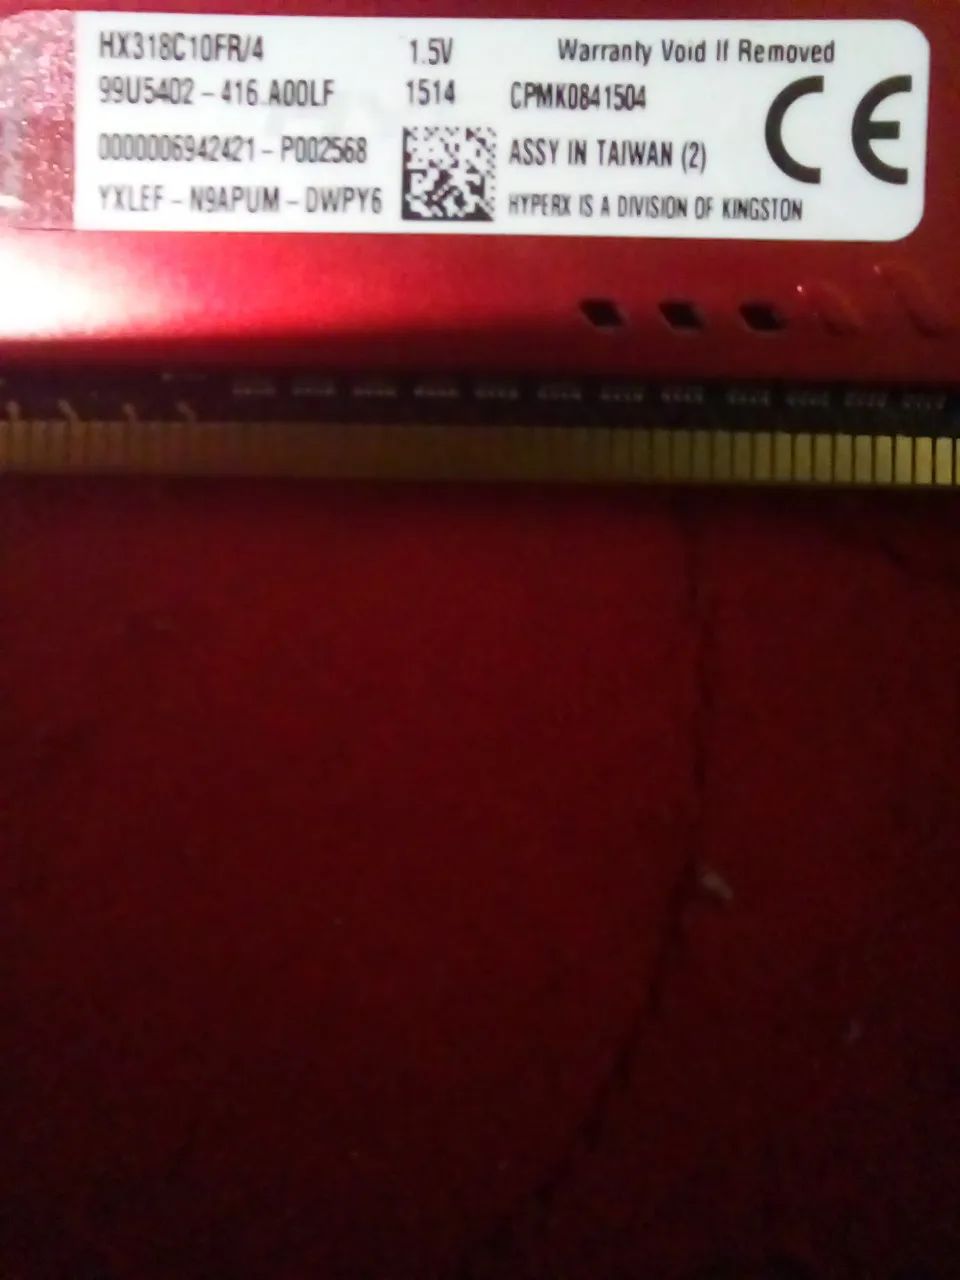 HX318C10FR/4 1.5V Warranty Void If Removed
99U5402-416.A00LF 1514 CPMK0841504
0000006942421-P002568 ASSY IN TAIWAN (2)
YXLEF-N9APUM-DWPY6 HYPERX IS A DIVISION OF KINGSTON
CE